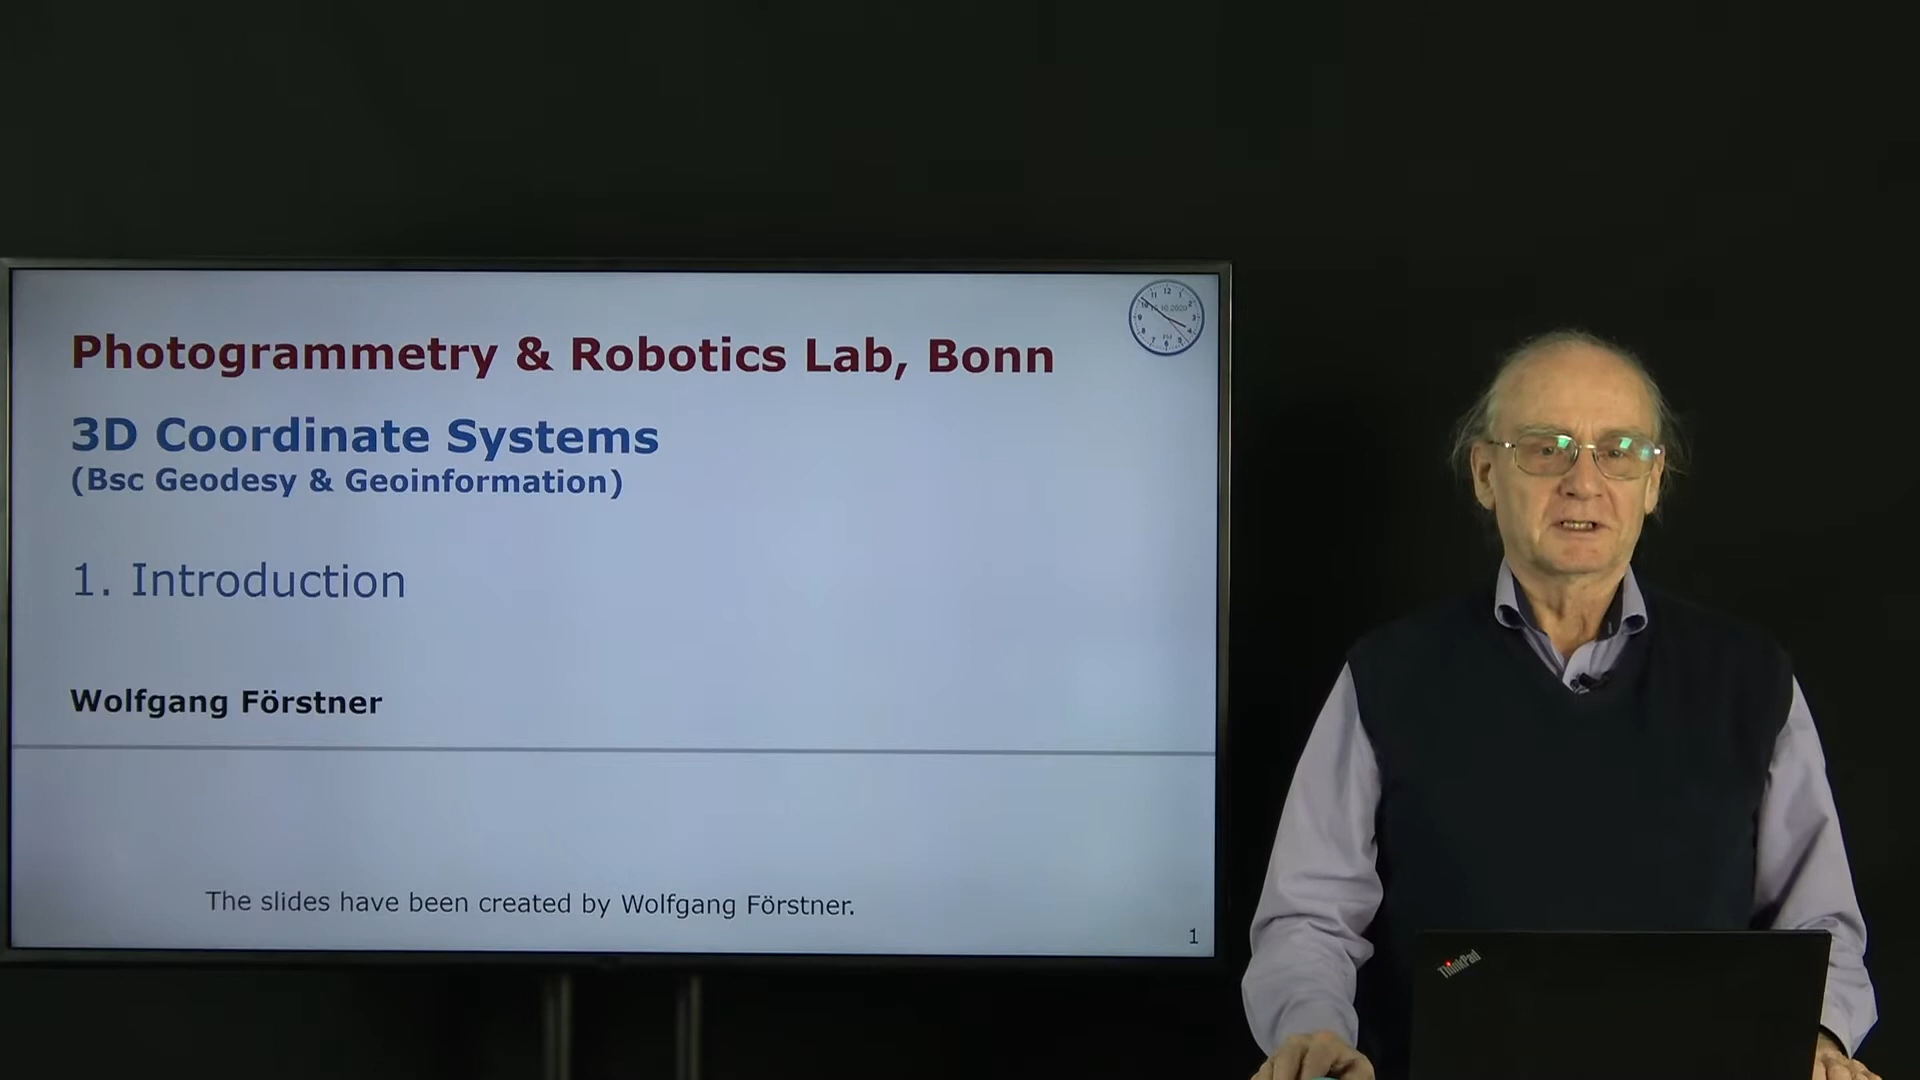 Photogrammetry & Robotics Lab, Bonn
3D Coordinate Systems
(Bsc Geodesy & Geoinformation)
1. Introduction
Wolfgang Förstner
The slides have been created by Wolfgang Förstner.
1
ThinkPad